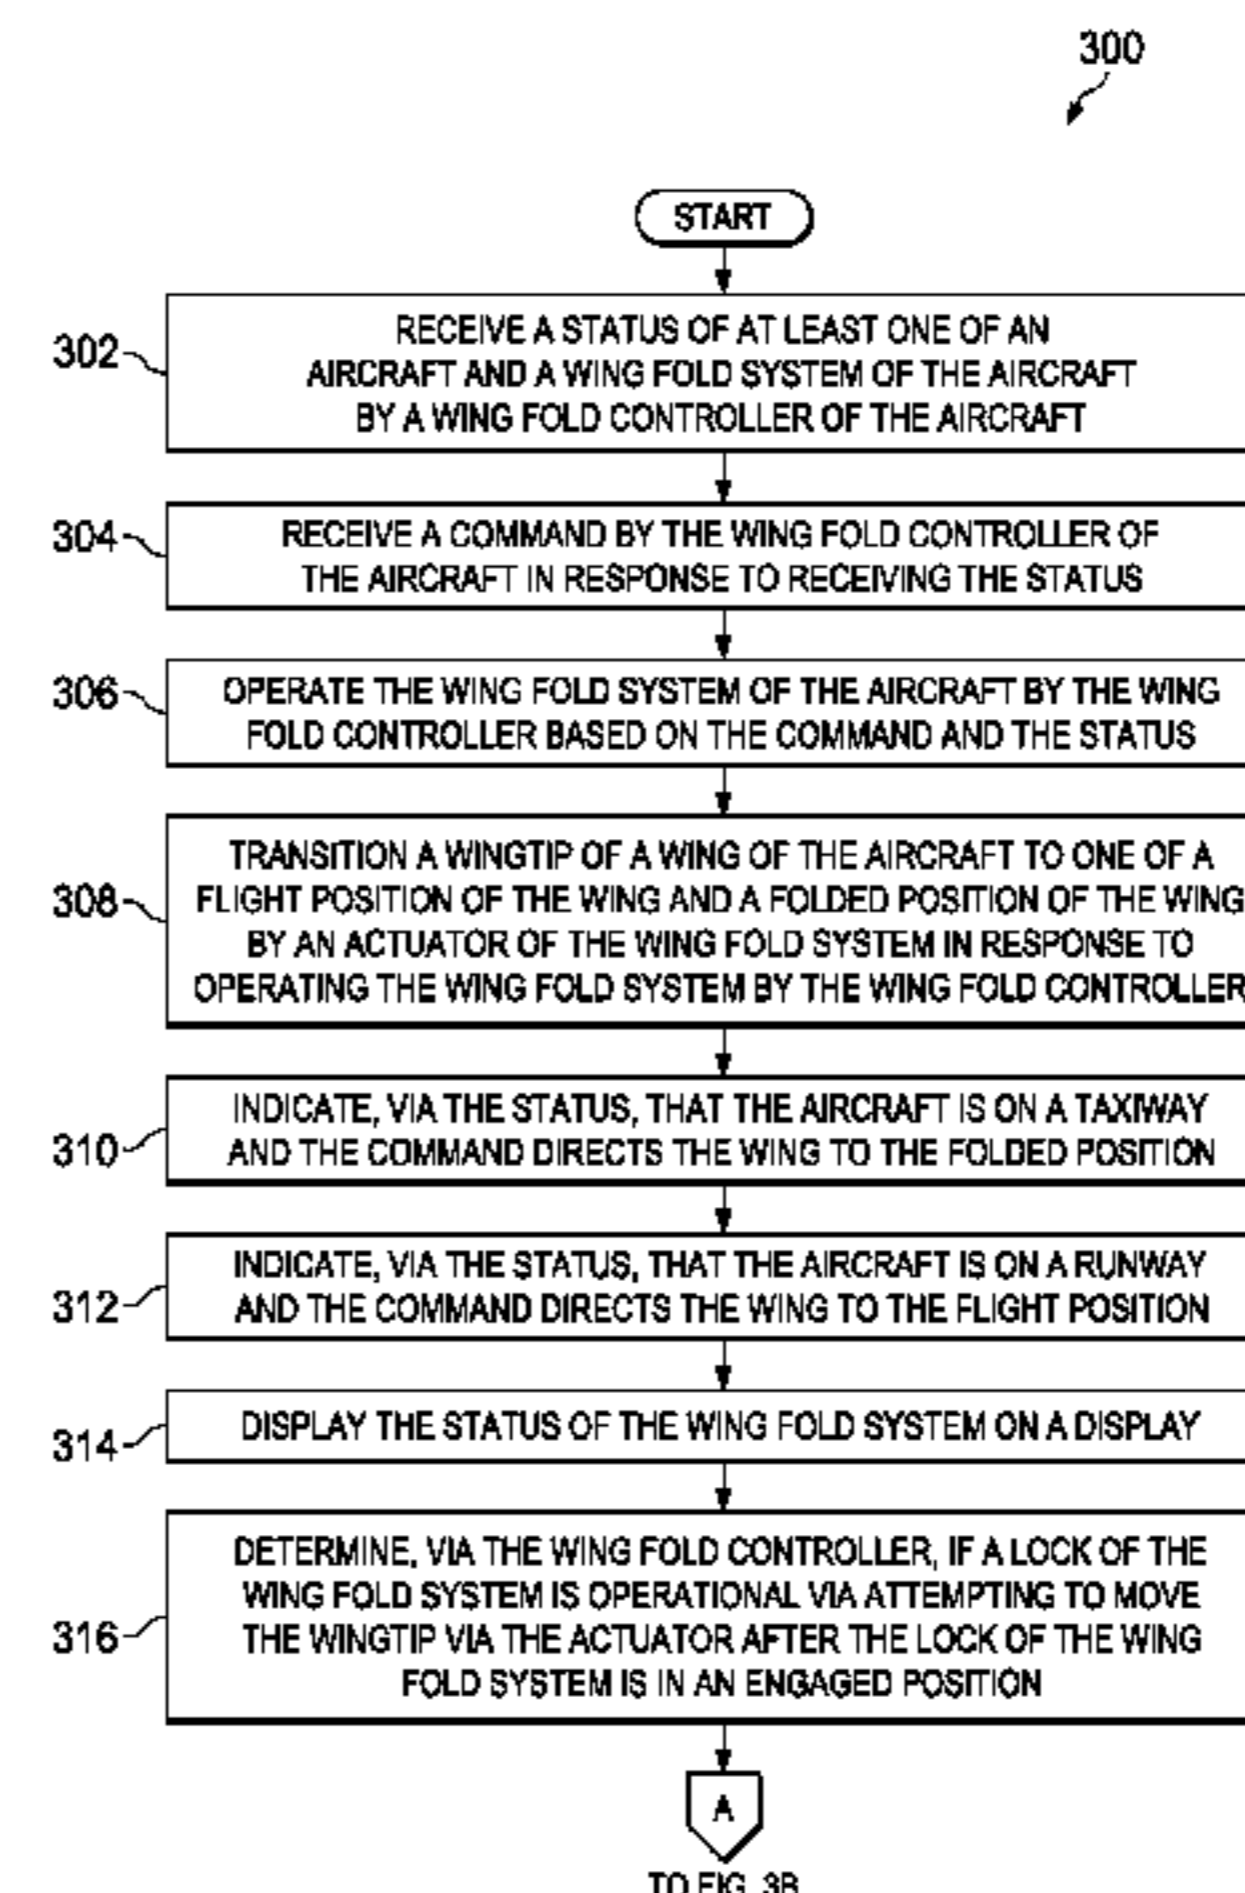 300
START
302
RECEIVE A STATUS OF AT LEAST ONE OF AN
AIRCRAFT AND A WING FOLD SYSTEM OF THE AIRCRAFT
BY A WING FOLD CONTROLLER OF THE AIRCRAFT
304
RECEIVE A COMMAND BY THE WING FOLD CONTROLLER OF
THE AIRCRAFT IN RESPONSE TO RECEIVING THE STATUS
306
OPERATE THE WING FOLD SYSTEM OF THE AIRCRAFT BY THE WING
FOLD CONTROLLER BASED ON THE COMMAND AND THE STATUS
308
TRANSITION A WINGTIP OF A WING OF THE AIRCRAFT TO ONE OF A
FLIGHT POSITION OF THE WING AND A FOLDED POSITION OF THE WING
BY AN ACTUATOR OF THE WING FOLD SYSTEM IN RESPONSE TO
OPERATING THE WING FOLD SYSTEM BY THE WING FOLD CONTROLLER
310
INDICATE, VIA THE STATUS, THAT THE AIRCRAFT IS ON A TAXIWAY
AND THE COMMAND DIRECTS THE WING TO THE FOLDED POSITION
312
INDICATE, VIA THE STATUS, THAT THE AIRCRAFT IS ON A RUNWAY
AND THE COMMAND DIRECTS THE WING TO THE FLIGHT POSITION
314
DISPLAY THE STATUS OF THE WING FOLD SYSTEM ON A DISPLAY
316
DETERMINE, VIA THE WING FOLD CONTROLLER, IF A LOCK OF THE
WING FOLD SYSTEM IS OPERATIONAL VIA ATTEMPTING TO MOVE
THE WINGTIP VIA THE ACTUATOR AFTER THE LOCK OF THE WING
FOLD SYSTEM IS IN AN ENGAGED POSITION
A
TO FIG. 3B